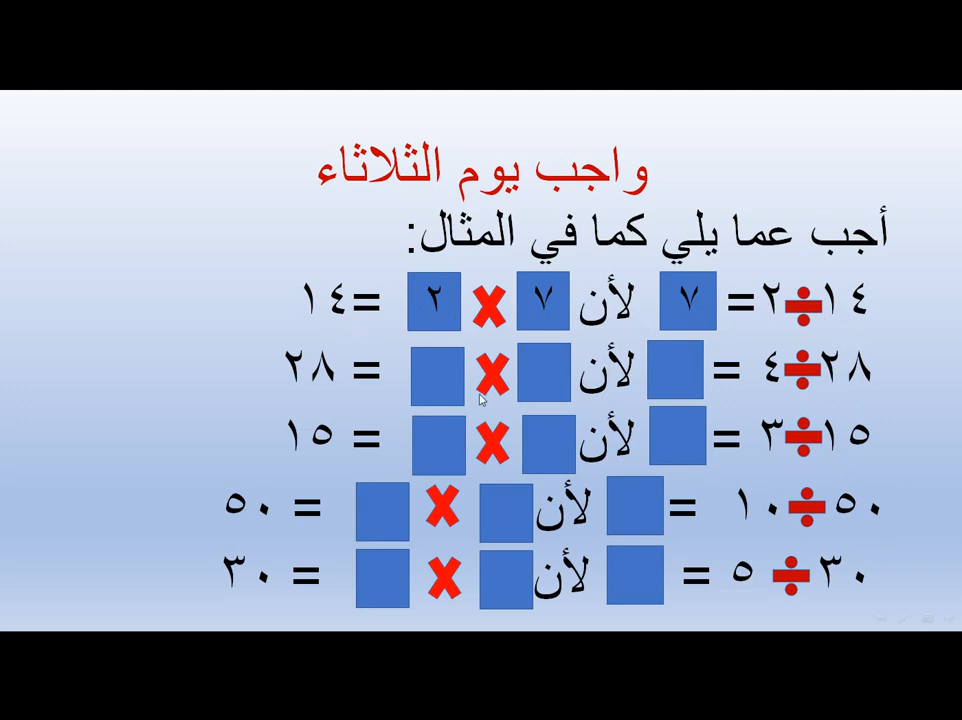 واجب يوم الثلاثاء
أجب عما يلي كما في المثال:
١٤ ÷ ٢ = ٧ لأن ٧ × ٢ = ١٤
٢٨ ÷ ٤ = لأن × = ٢٨
١٥ ÷ ٣ = لأن × = ١٥
٥٠ ÷ ١٠ = لأن × = ٥٠
٣٠ ÷ ٥ = لأن × = ٣٠